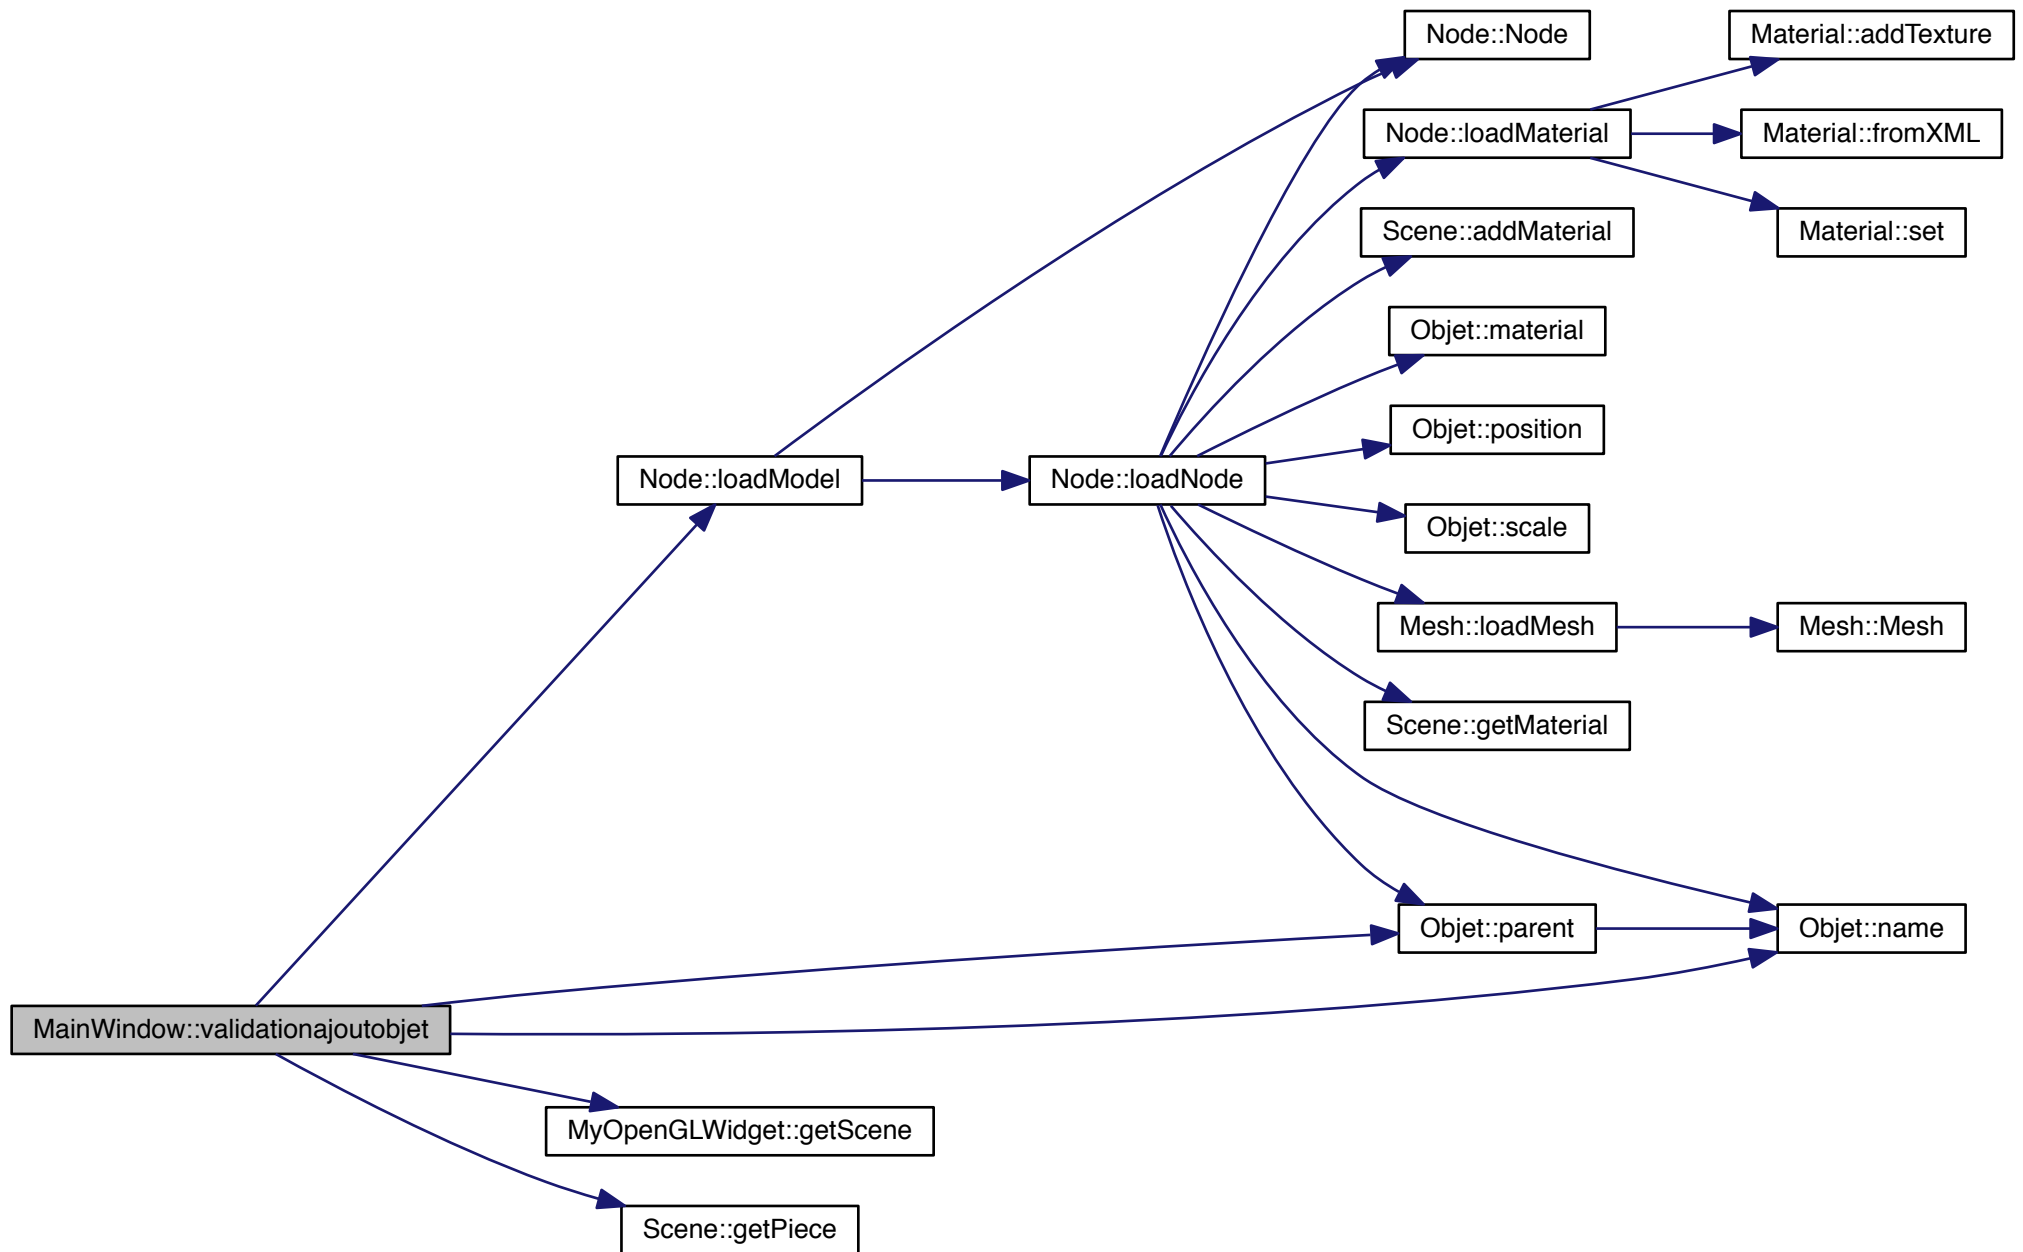 Node::Node
Material::addTexture
Node::loadMaterial
Material::fromXML
Scene::addMaterial
Material::set
Objet::material
Objet::position
Node::loadModel
Node::loadNode
Objet::scale
Mesh::loadMesh
Mesh::Mesh
Scene::getMaterial
Objet::parent
Objet::name
MainWindow::validationajoutobjet
MyOpenGLWidget::getScene
Scene::getPiece